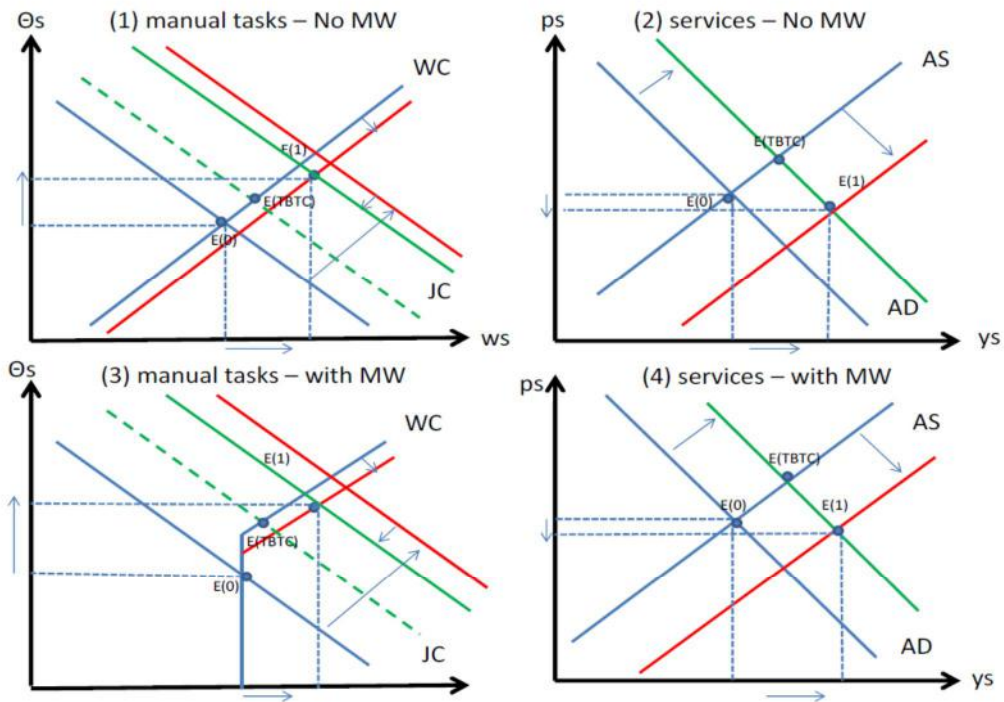 Θs (1) manual tasks – No MW
WC
E(1)
E(TBTC)
E(0)
JC
ws
ps (2) services – No MW
AS
E(TBTC)
E(1)
E(0)
AD
ys
Θs (3) manual tasks – with MW
WC
E(1)
E(TBTC)
E(0)
JC
ps (4) services – with MW
AS
E(TBTC)
E(0) E(1)
AD
ys